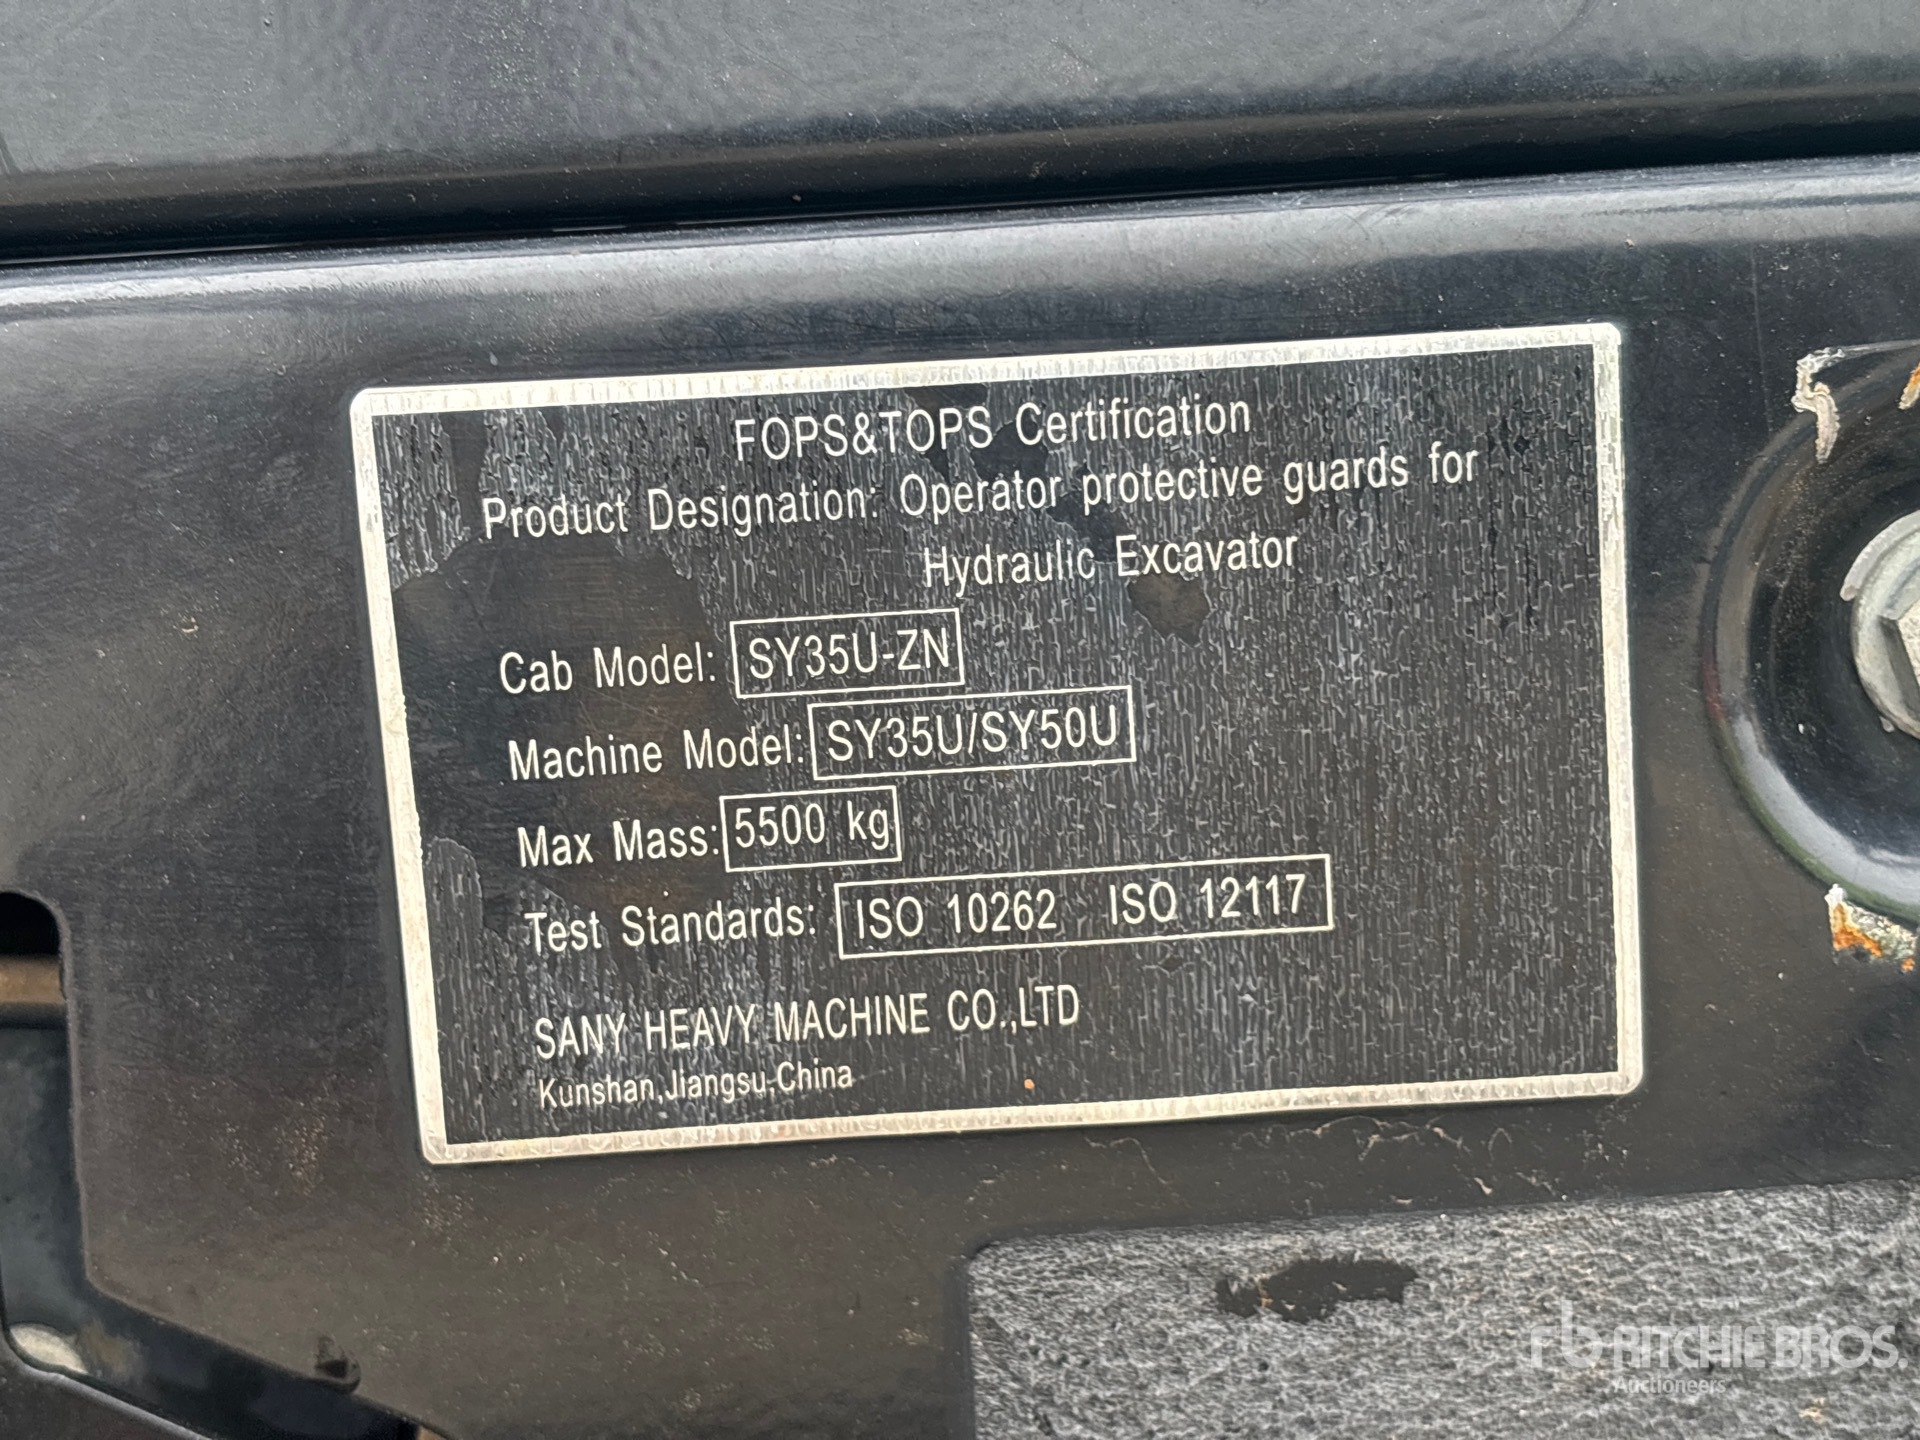 FOPS&TOPS Certification
Product Designation: Operator protective guards for
Hydraulic Excavator
Cab Model: SY35U-ZN
Machine Model: SY35U/SY50U
Max Mass: 5500 kg
Test Standards: ISO 10262 ISO 12117
SANY HEAVY MACHINE CO.,LTD
Kunshan,Jiangsu,China
rb RITCHIE BROS.
Auctioneers